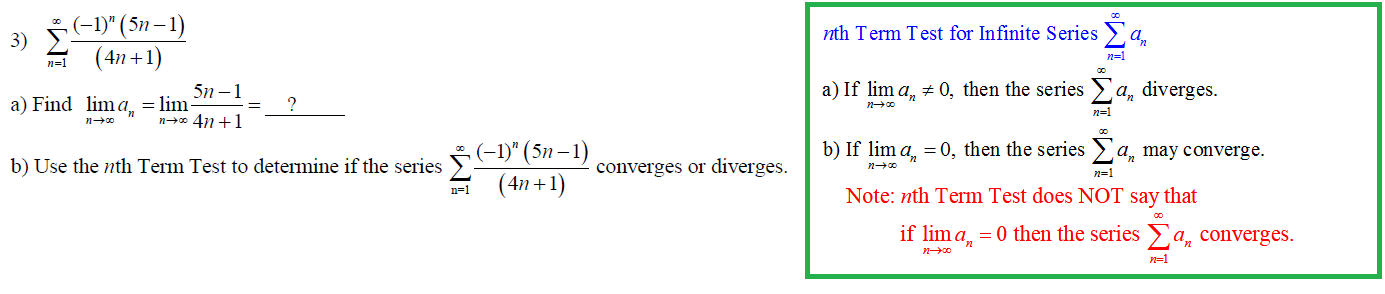 3) $\sum_{n=1}^{\infty} \frac{(-1)^n (5n-1)}{(4n+1)}$
a) Find $\lim_{n\to\infty} a_n = \lim_{n\to\infty} \frac{5n-1}{4n+1} =$ __?__
b) Use the nth Term Test to determine if the series $\sum_{n=1}^{\infty} \frac{(-1)^n (5n-1)}{(4n+1)}$ converges or diverges.
nth Term Test for Infinite Series $\sum_{n=1}^{\infty} a_n$
a) If $\lim_{n\to\infty} a_n \neq 0$, then the series $\sum_{n=1}^{\infty} a_n$ diverges.
b) If $\lim_{n\to\infty} a_n = 0$, then the series $\sum_{n=1}^{\infty} a_n$ may converge.
Note: nth Term Test does NOT say that
if $\lim_{n\to\infty} a_n = 0$ then the series $\sum_{n=1}^{\infty} a_n$ converges.